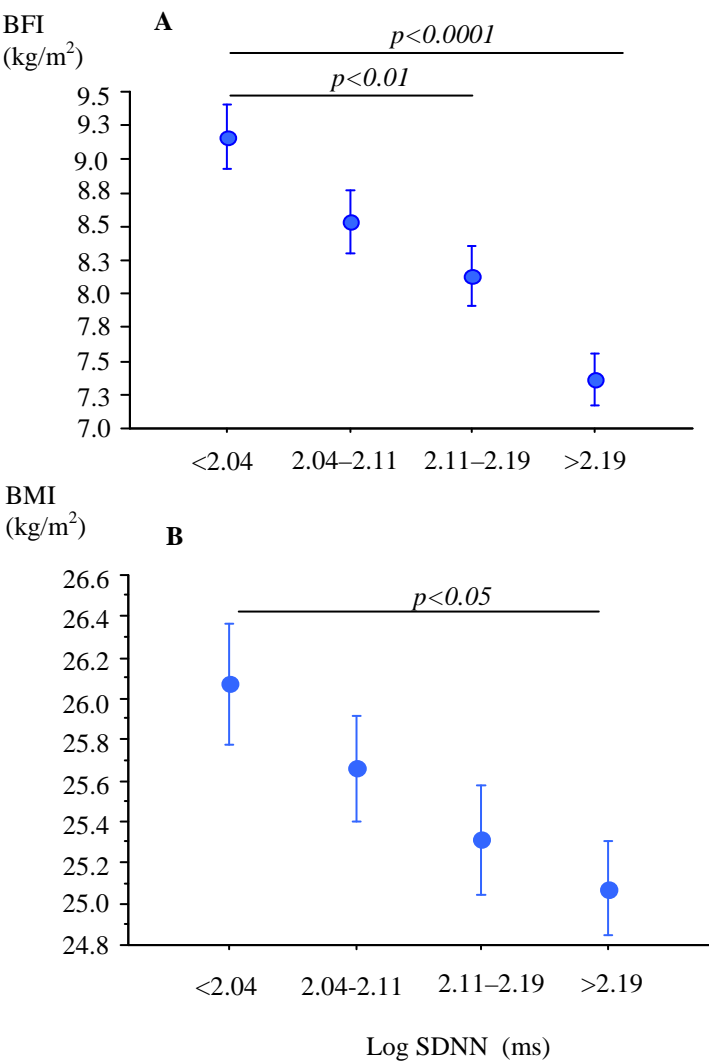 BFI
(kg/m²)
A
p<0.0001
p<0.01
9.5
9.3
9.0
8.8
8.5
8.3
8.0
7.8
7.5
7.3
7.0
<2.04 2.04–2.11 2.11–2.19 >2.19
BMI
(kg/m²)
B
p<0.05
26.6
26.4
26.2
26.0
25.8
25.6
25.4
25.2
25.0
24.8
<2.04 2.04-2.11 2.11–2.19 >2.19
Log SDNN (ms)